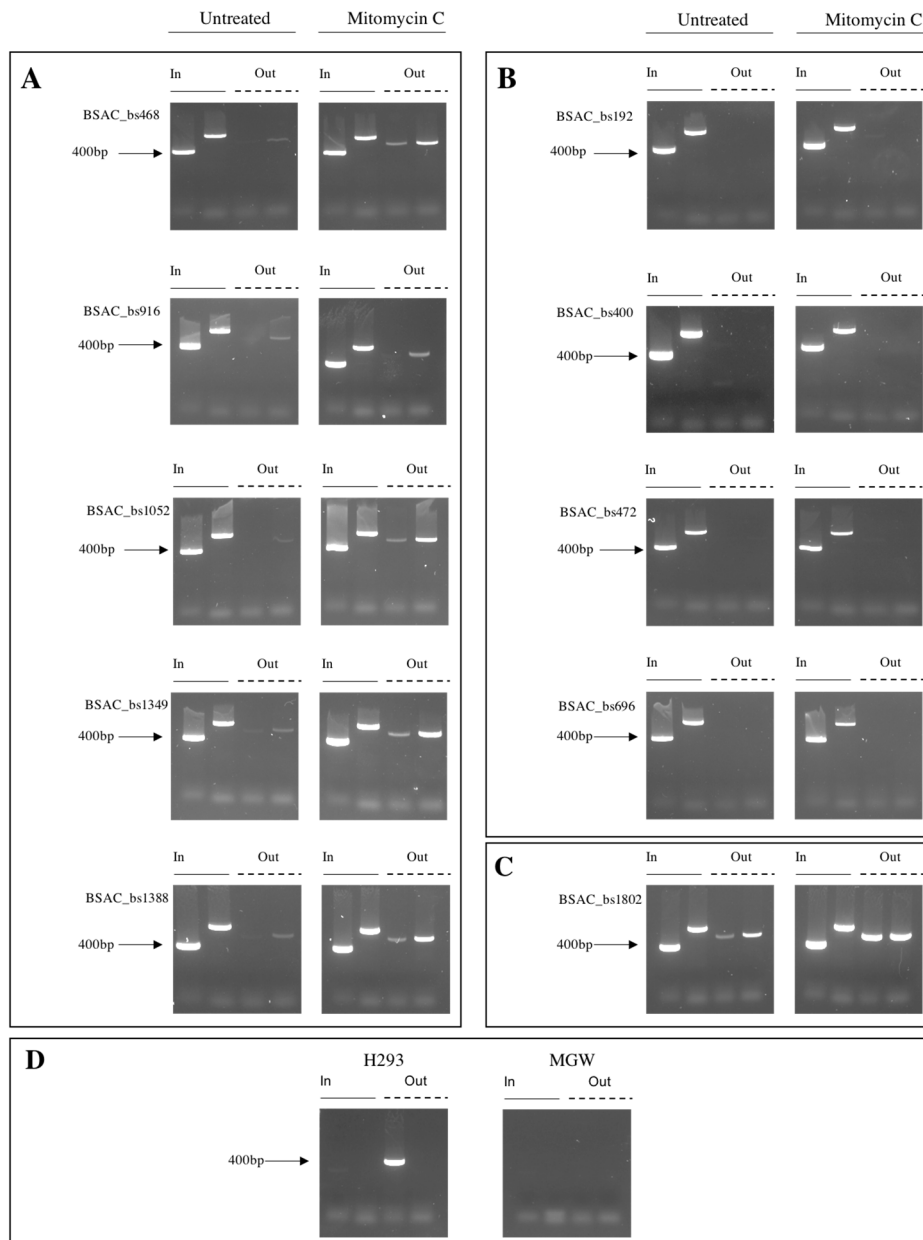 Untreated Mitomycin C Untreated Mitomycin C
A
In Out In Out
BSAC_bs468
400bp
In Out In Out
BSAC_bs916
400bp
In Out In Out
BSAC_bs1052
400bp
In Out In Out
BSAC_bs1349
400bp
In Out In Out
BSAC_bs1388
400bp
B
In Out In Out
BSAC_bs192
400bp
In Out In Out
BSAC_bs400
400bp
In Out In Out
BSAC_bs472
400bp
In Out In Out
BSAC_bs696
400bp
C
In Out In Out
BSAC_bs1802
400bp
D
H293 MGW
In Out In Out
400bp